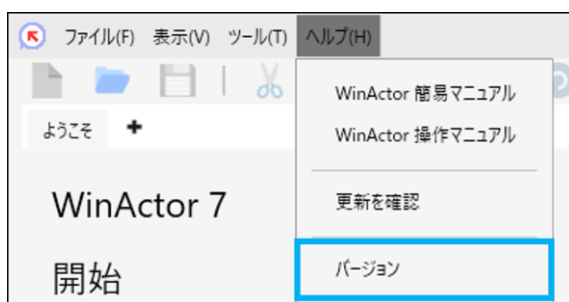 ファイル(F) 表示(V) ツール(T) ヘルプ(H)
WinActor 簡易マニュアル
ようこそ
WinActor 操作マニュアル
WinActor 7
更新を確認
開始
バージョン